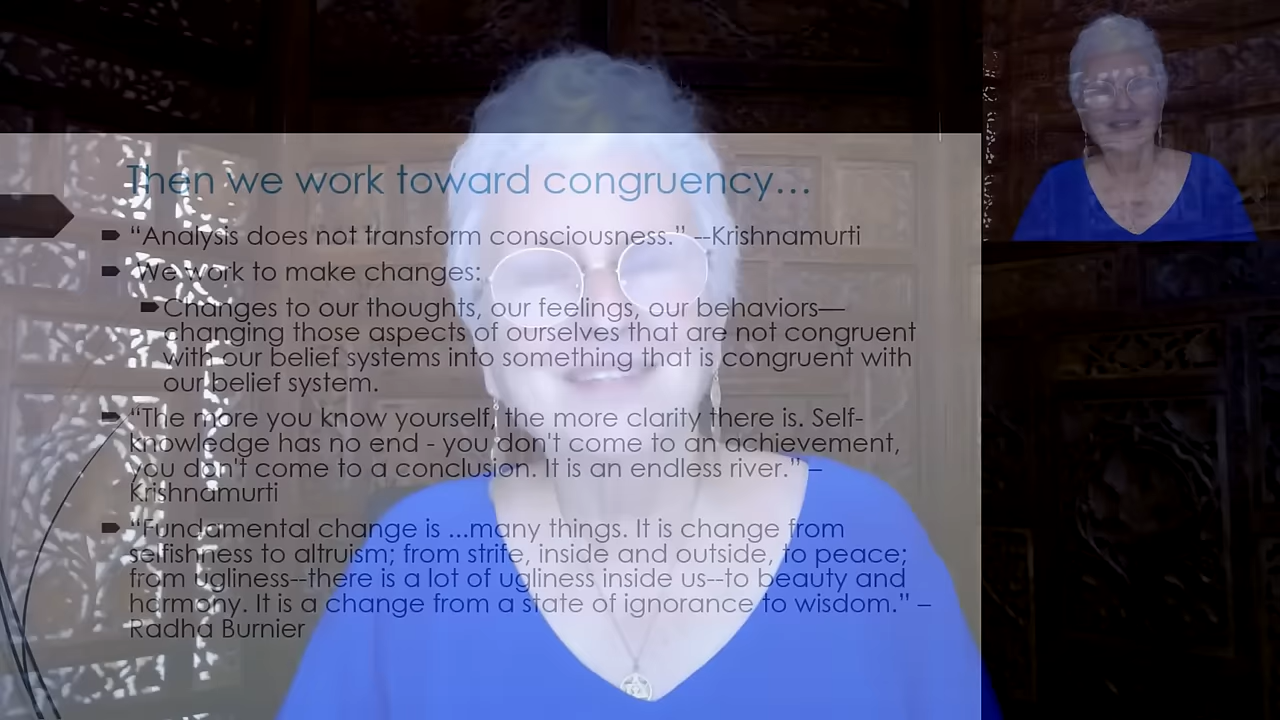 Then we work toward congruency...
“Analysis does not transform consciousness.” --Krishnamurti
We work to make changes:
Changes to our thoughts, our feelings, our behaviors—
changing those aspects of ourselves that are not congruent
with our belief systems into something that is congruent with
our belief system.
“The more you know yourself, the more clarity there is. Self-
knowledge has no end - you don't come to an achievement,
you don't come to a conclusion. It is an endless river.” –
Krishnamurti
“Fundamental change is ...many things. It is change from
selfishness to altruism; from strife, inside and outside, to peace;
from ugliness--there is a lot of ugliness inside us--to beauty and
harmony. It is a change from a state of ignorance to wisdom.” –
Radha Burnier